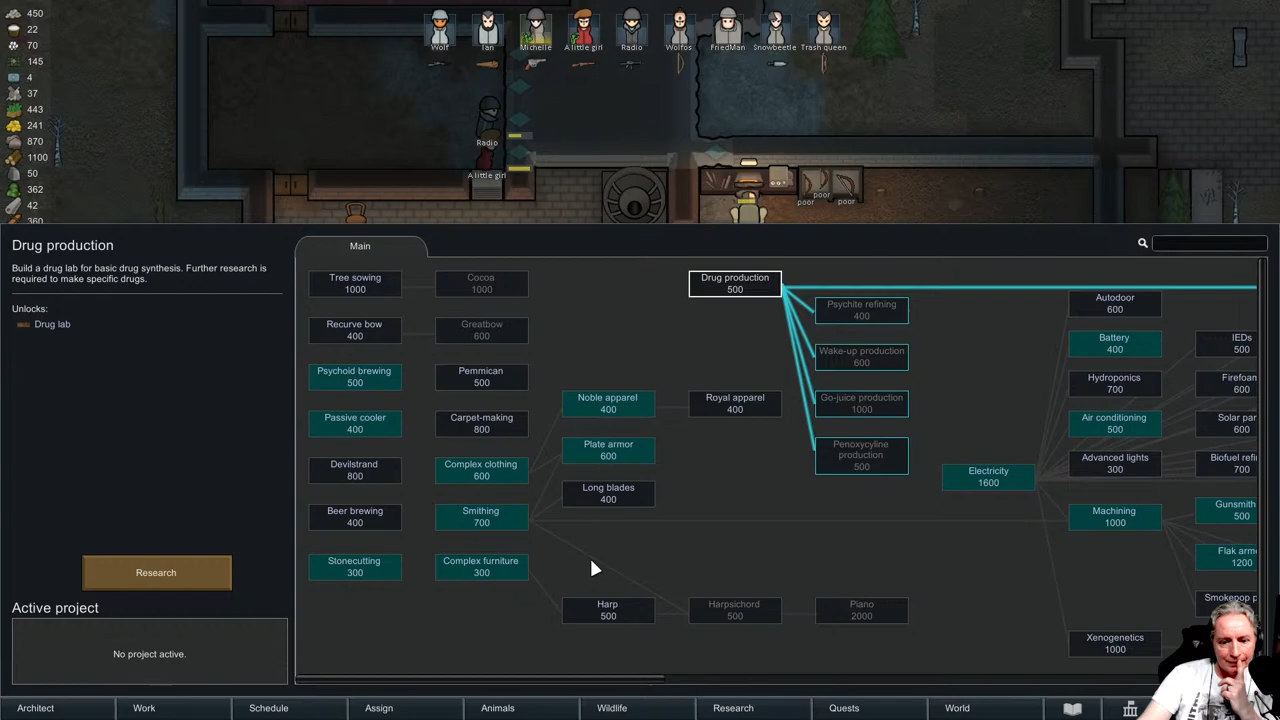 450
22
70
145
4
37
443
241
870
1100
50
362
42
360
Wolf
Ian
Michelle
A little girl
Radio
Wolfos
FriedMan
Snowbeetle
Trash queen
Radio
A little girl
poor
poor
poor
Drug production
Build a drug lab for basic drug synthesis. Further research is
required to make specific drugs.
Unlocks:
Drug lab
Research
Active project
No project active.
Main
Tree sowing
1000
Cocoa
1000
Drug production
500
Recurve bow
400
Greatbow
600
Psychite refining
400
Autodoor
600
Psychoid brewing
500
Pemmican
500
Wake-up production
600
Battery
400
IEDs
500
Passive cooler
400
Carpet-making
800
Noble apparel
400
Royal apparel
400
Go-juice production
1000
Hydroponics
700
Firefoam
600
Devilstrand
800
Complex clothing
600
Plate armor
600
Penoxycyline
production
500
Air conditioning
500
Solar pan
600
Beer brewing
400
Smithing
700
Long blades
400
Electricity
1600
Advanced lights
300
Biofuel refi
700
Stonecutting
300
Complex furniture
300
Machining
1000
Gunsmith
500
Flak armo
1200
Harp
500
Harpsichord
500
Piano
2000
Smokepop p
Xenogenetics
1000
Architect
Work
Schedule
Assign
Animals
Wildlife
Research
Quests
World